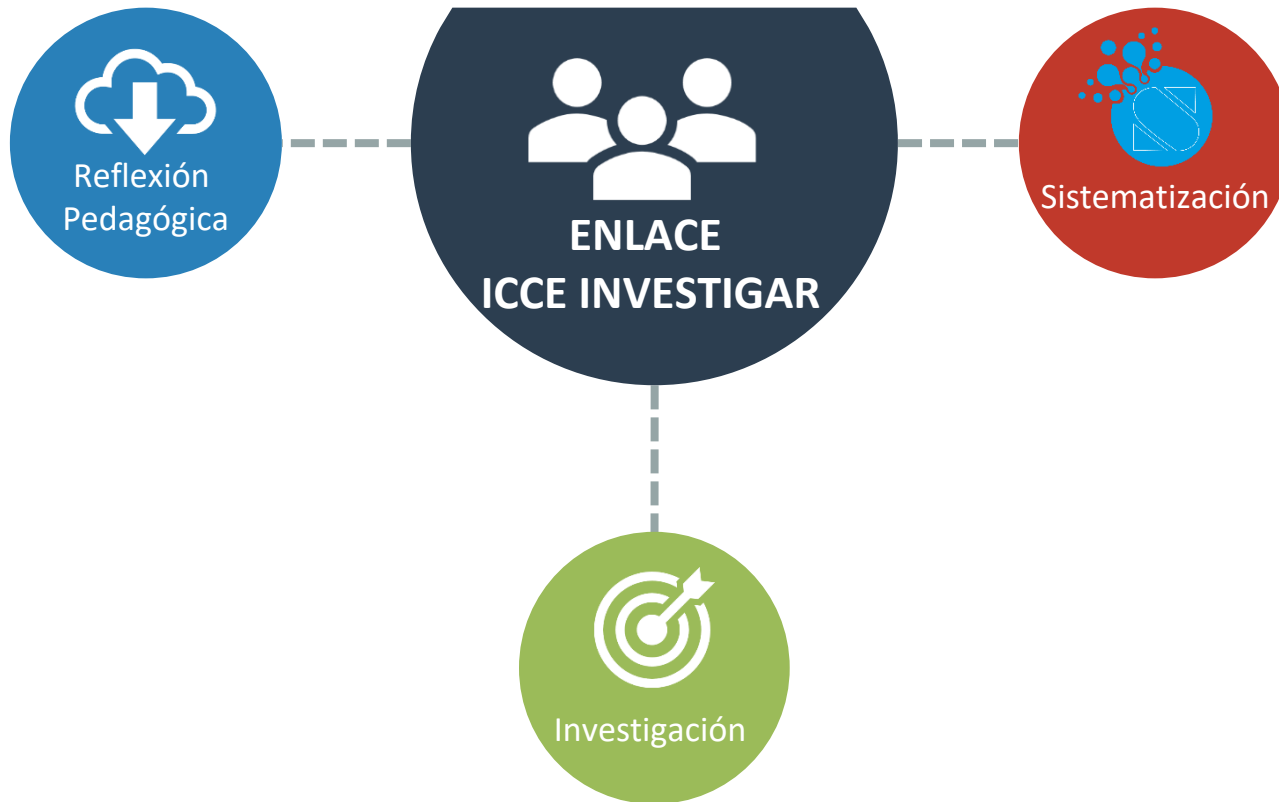 Reflexión
Pedagógica
ENLACE
ICCE INVESTIGAR
Sistematización
Investigación